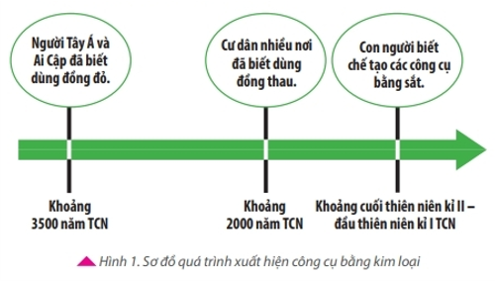 Người Tây Á và
Ai Cập đã biết
dùng đồng đỏ.
Cư dân nhiều nơi
đã biết dùng
đồng thau.
Con người biết
chế tạo các công cụ
bằng sắt.
Khoảng
3500 năm TCN
Khoảng
2000 năm TCN
Khoảng cuối thiên niên kỉ II –
đầu thiên niên kỉ I TCN
Hình 1. Sơ đồ quá trình xuất hiện công cụ bằng kim loại